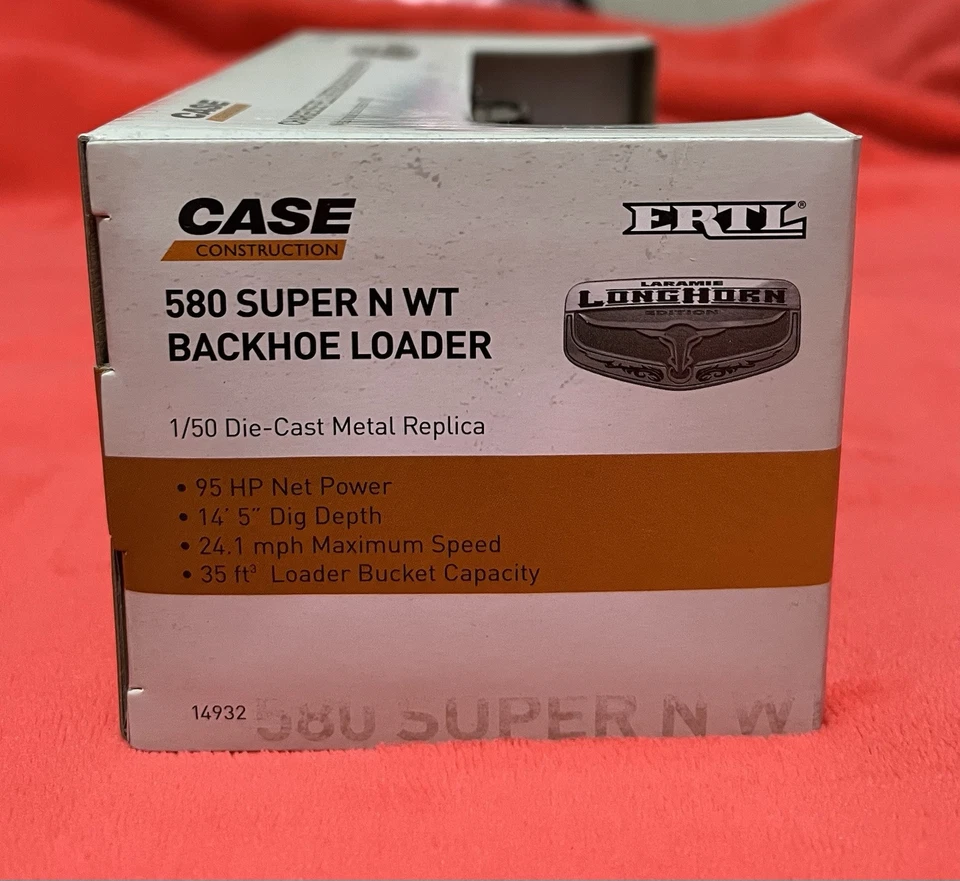 CASE
CASE
CONSTRUCTION
ERTL®
LARAMIE
LONGHORN
EDITION
580 SUPER N WT
BACKHOE LOADER
1/50 Die-Cast Metal Replica
• 95 HP Net Power
• 14' 5" Dig Depth
• 24.1 mph Maximum Speed
• 35 ft³ Loader Bucket Capacity
14932
580 SUPER N W